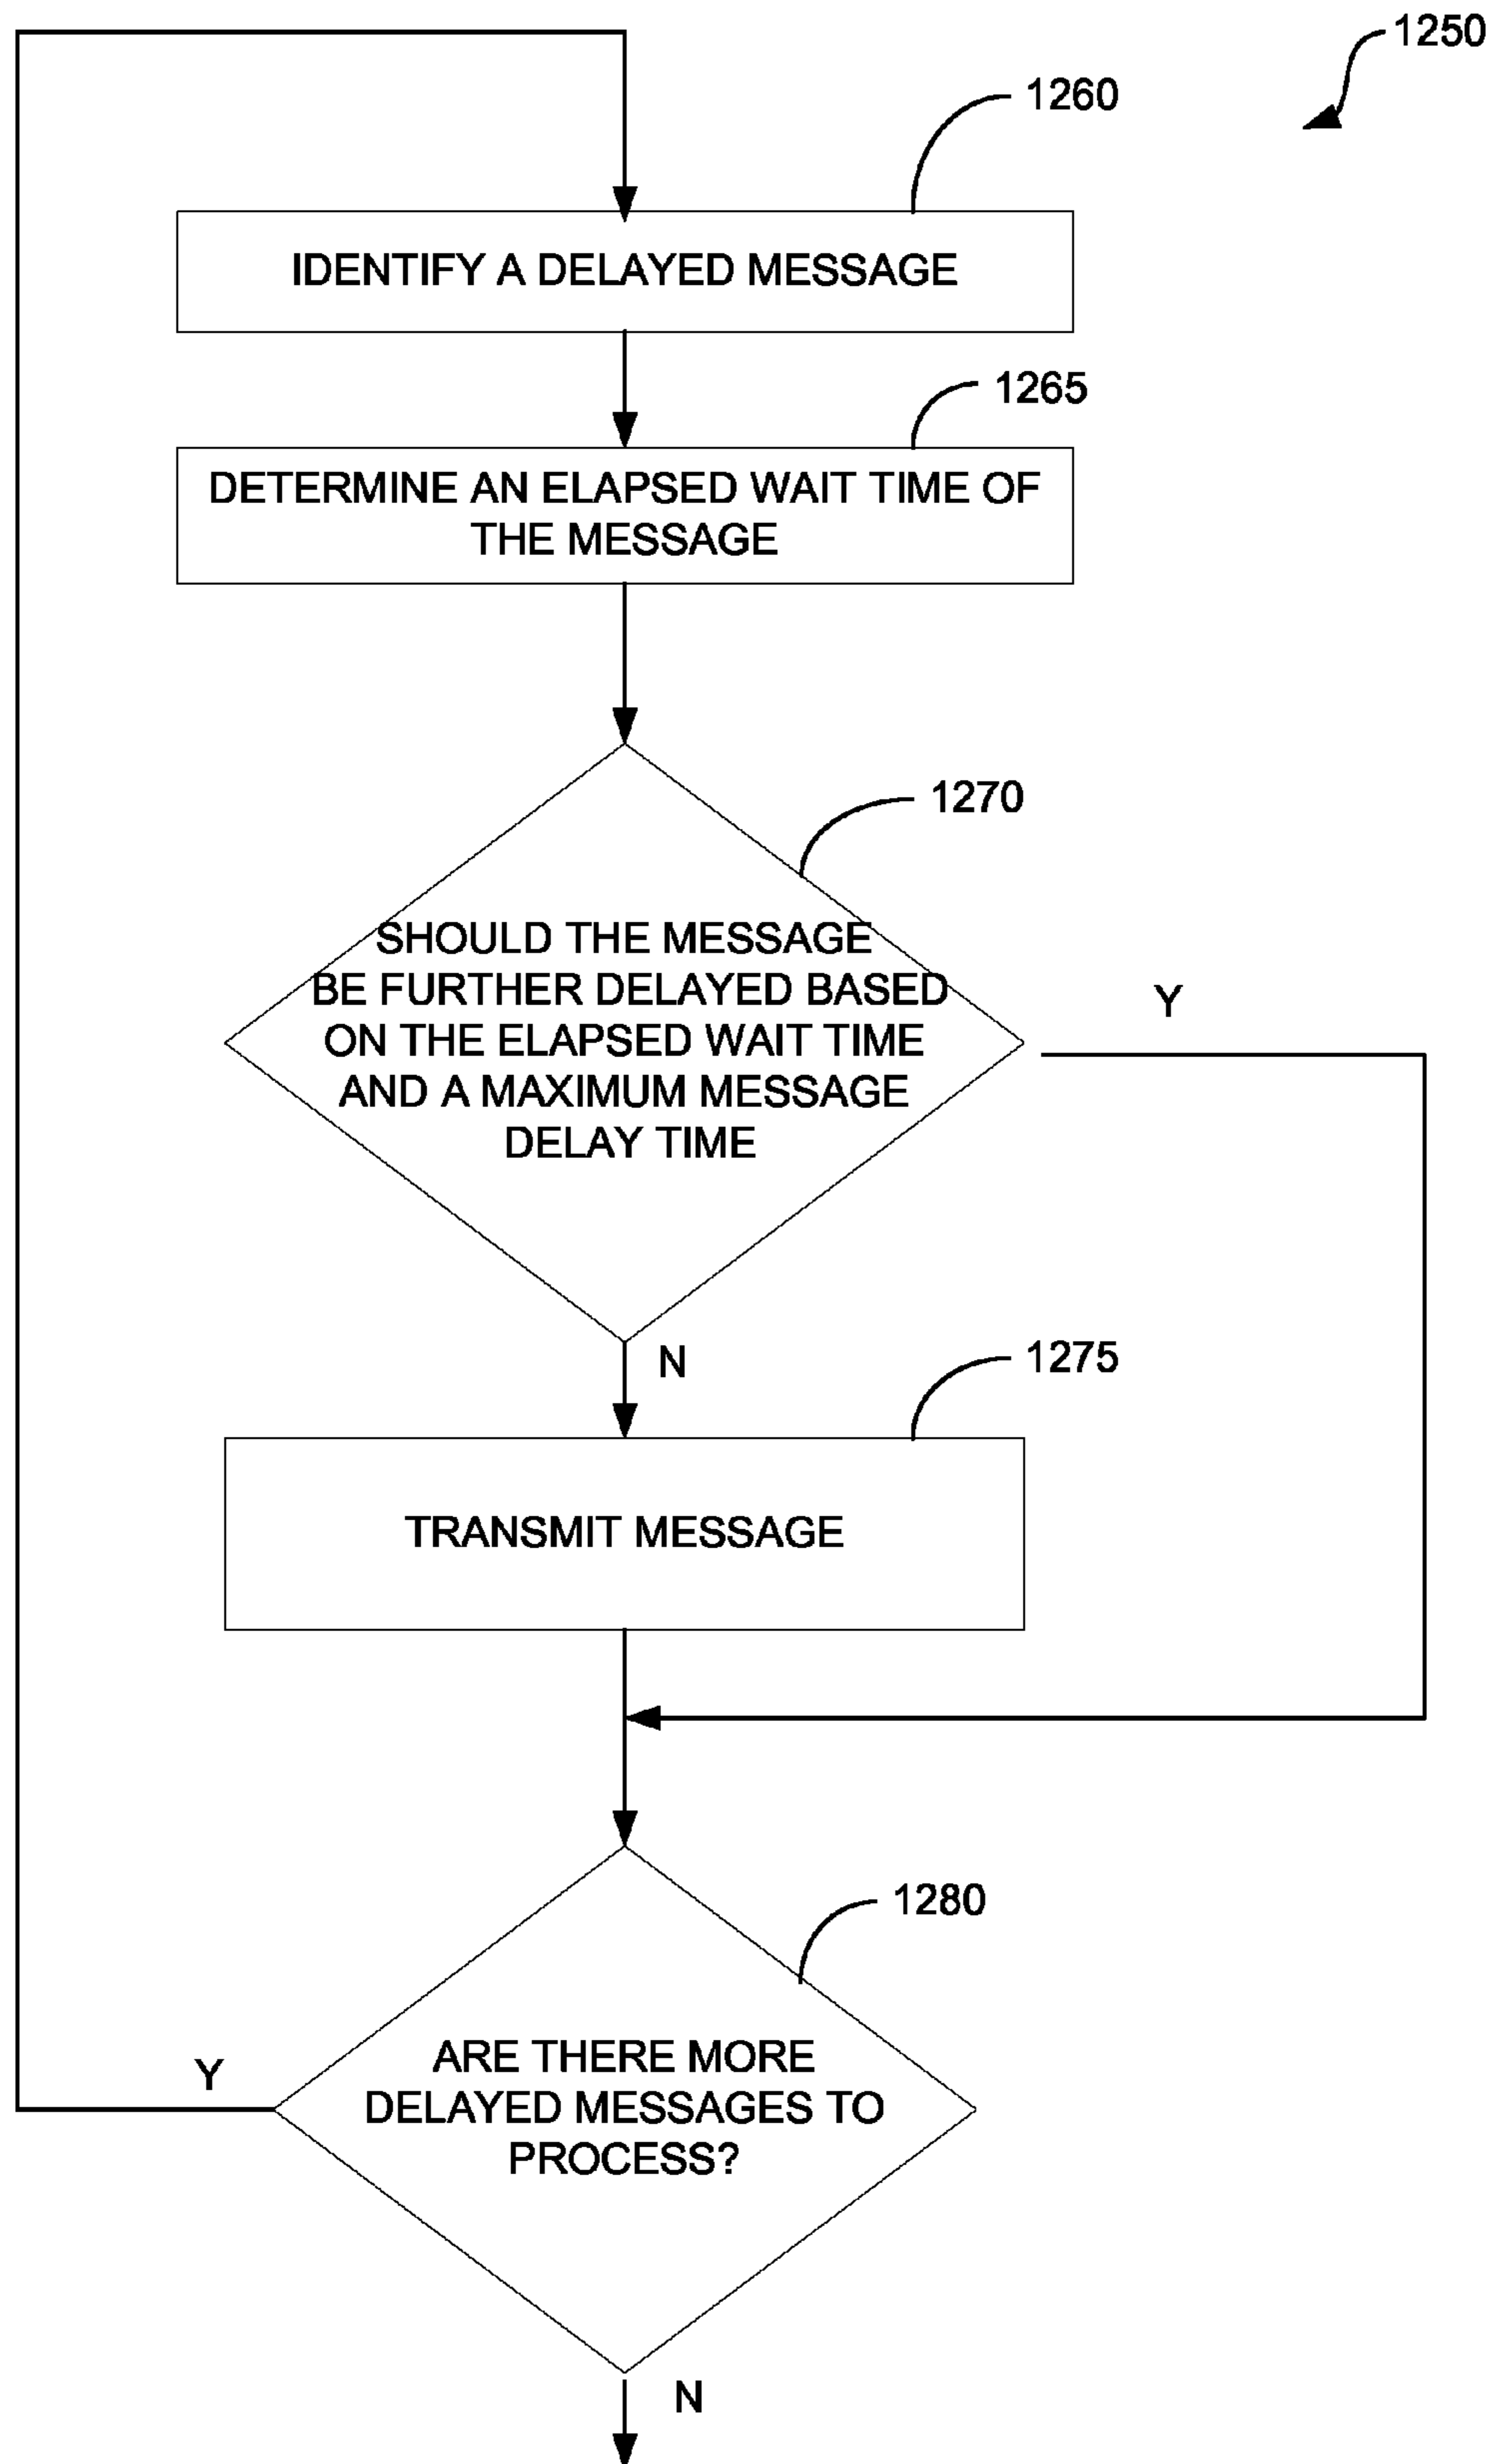 1250
1260
IDENTIFY A DELAYED MESSAGE
1265
DETERMINE AN ELAPSED WAIT TIME OF
THE MESSAGE
1270
SHOULD THE MESSAGE
BE FURTHER DELAYED BASED
ON THE ELAPSED WAIT TIME
AND A MAXIMUM MESSAGE
DELAY TIME
Y
N
1275
TRANSMIT MESSAGE
1280
ARE THERE MORE
DELAYED MESSAGES TO
PROCESS?
Y
N